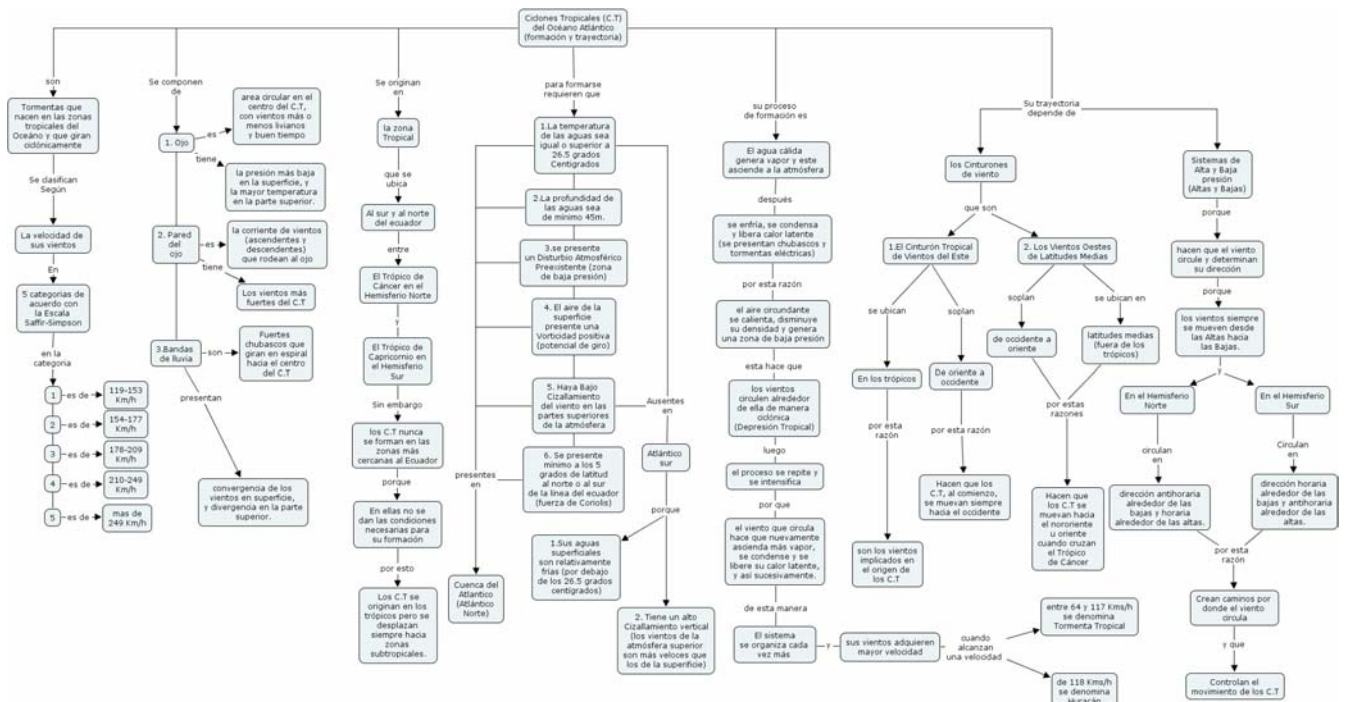 Ciclones Tropicales (C.T)
del Océano Atlántico
(formación y trayectoria)
son
Tormentas que
nacen en las zonas
tropicales del
Océano y que giran
ciclónicamente
Se clasifican
Según
La velocidad de
sus vientos
En
5 categorias de
acuerdo con
la Escala
Saffir-Simpson
en la
categoria
1
es de
119-153
Km/h
2
es de
154-177
Km/h
3
es de
178-209
Km/h
4
es de
210-249
Km/h
5
es de
mas de
249 Km/h
Se componen
de
1. Ojo
es
area circular en el
centro del C.T,
con vientos más o
menos livianos
y buen tiempo
tiene
la presión más baja
en la superficie, y
la mayor temperatura
en la parte superior.
2. Pared
del
ojo
es
la corriente de vientos
(ascendentes y
descendentes)
que rodean al ojo
tiene
Los vientos más
fuertes del C.T
3.Bandas
de lluvia
son
Fuertes
chubascos que
giran en espiral
hacia el centro
del C.T
presentan
convergencia de los
vientos en superficie,
y divergencia en la parte
superior.
Se originan
en
la zona
Tropical
que se
ubica
Al sur y al norte
del ecuador
entre
El Trópico de
Cáncer en el
Hemisferio Norte
y
El Trópico de
Capricornio en
el Hemisferio
Sur
Sin embargo
los C.T nunca
se forman en las
zonas más
cercanas al Ecuador
porque
En ellas no se
dan las condiciones
necesarias para
su formación
por esto
Los C.T se
originan en los
trópicos pero se
desplazan
siempre hacia
zonas
subtropicales.
para formarse
requieren que
1.La temperatura
de las aguas sea
igual o superior a
26.5 grados
Centigrados
2.La profundidad de
las aguas sea
de mínimo 45m.
3.se presente
un Disturbio Atmosférico
Preexistente (zona
de baja presión)
4. El aire de la
superficie
presente una
Vorticidad positiva
(potencial de giro)
5. Haya Bajo
Cizallamiento
del viento en las
partes superiores
de la atmósfera
6. Se presente
mínimo a los 5
grados de latitud
al norte o al sur
de la línea del ecuador
(fuerza de Coriolis)
presentes
en
Cuenca del
Atlantico
(Atlántico
Norte)
Ausentes
en
Atlántico
sur
porque
1.Sus aguas
superficiales
son relativamente
frías (por debajo
de los 26.5 grados
centígrados)
2. Tiene un alto
Cizallamiento vertical
(los vientos de la
atmósfera superior
son más veloces que
los de la superificie)
su proceso
de formación es
El agua cálida
genera vapor y este
asciende a la atmósfera
después
se enfría, se condensa
y libera calor latente
(se presentan chubascos y
tormentas eléctricas)
por esta razón
el aire circundante
se calienta, disminuye
su densidad y genera
una zona de baja presión
esta hace que
los vientos
circulen alrededor
de ella de manera
ciclónica
(Depresión Tropical)
luego
el proceso se repite y
se intensifica
por que
el viento que circula
hace que nuevamente
ascienda más vapor,
se condense y se
libere su calor latente,
y así sucesivamente.
de esta manera
El sistema
se organiza cada
vez más
y
sus vientos adquieren
mayor velocidad
cuando
alcanzan
una velocidad
entre 64 y 117 Kms/h
se denomina
Tormenta Tropical
de 118 Kms/h
se denomina
Huracán
Su trayectoria
depende de
los Cinturones
de viento
que son
1.El Cinturón Tropical
de Vientos del Este
se ubican
En los trópicos
por esta
razón
son los vientos
implicados en
el origen de
los C.T
soplan
De oriente a
occidente
por esta razón
Hacen que los
C.T, al comienzo,
se muevan siempre
hacia el occidente
2. Los Vientos Oestes
de Latitudes Medias
soplan
de occidente a
oriente
se ubican en
latitudes medias
(fuera de los
trópicos)
por estas
razones
Hacen que
los C.T se
muevan hacia
el nororiente
u oriente
cuando cruzan
el Trópico
de Cáncer
Sistemas de
Alta y Baja
presión
(Altas y Bajas)
porque
hacen que el viento
circule y determinan
su dirección
porque
los vientos siempre
se mueven desde
las Altas hacia
las Bajas.
y
En el Hemisferio
Norte
circulan
en
dirección antihoraria
alrededor de las
bajas y horaria
alrededor de las altas.
En el Hemisferio
Sur
Circulan
en
dirección horaria
alrededor de las
bajas y antihoraria
alrededor de las
altas.
por esta
razón
Crean caminos por
donde el viento
circula
y que
Controlan el
movimiento de los C.T